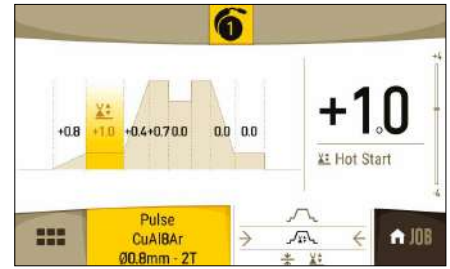 1
+4
+0.8 +1.0 +0.4 +0.7 0.0 0.0 0.0
+1.0
Hot Start
-4
Pulse
CuAl8Ar
Ø0.8mm - 2T
JOB